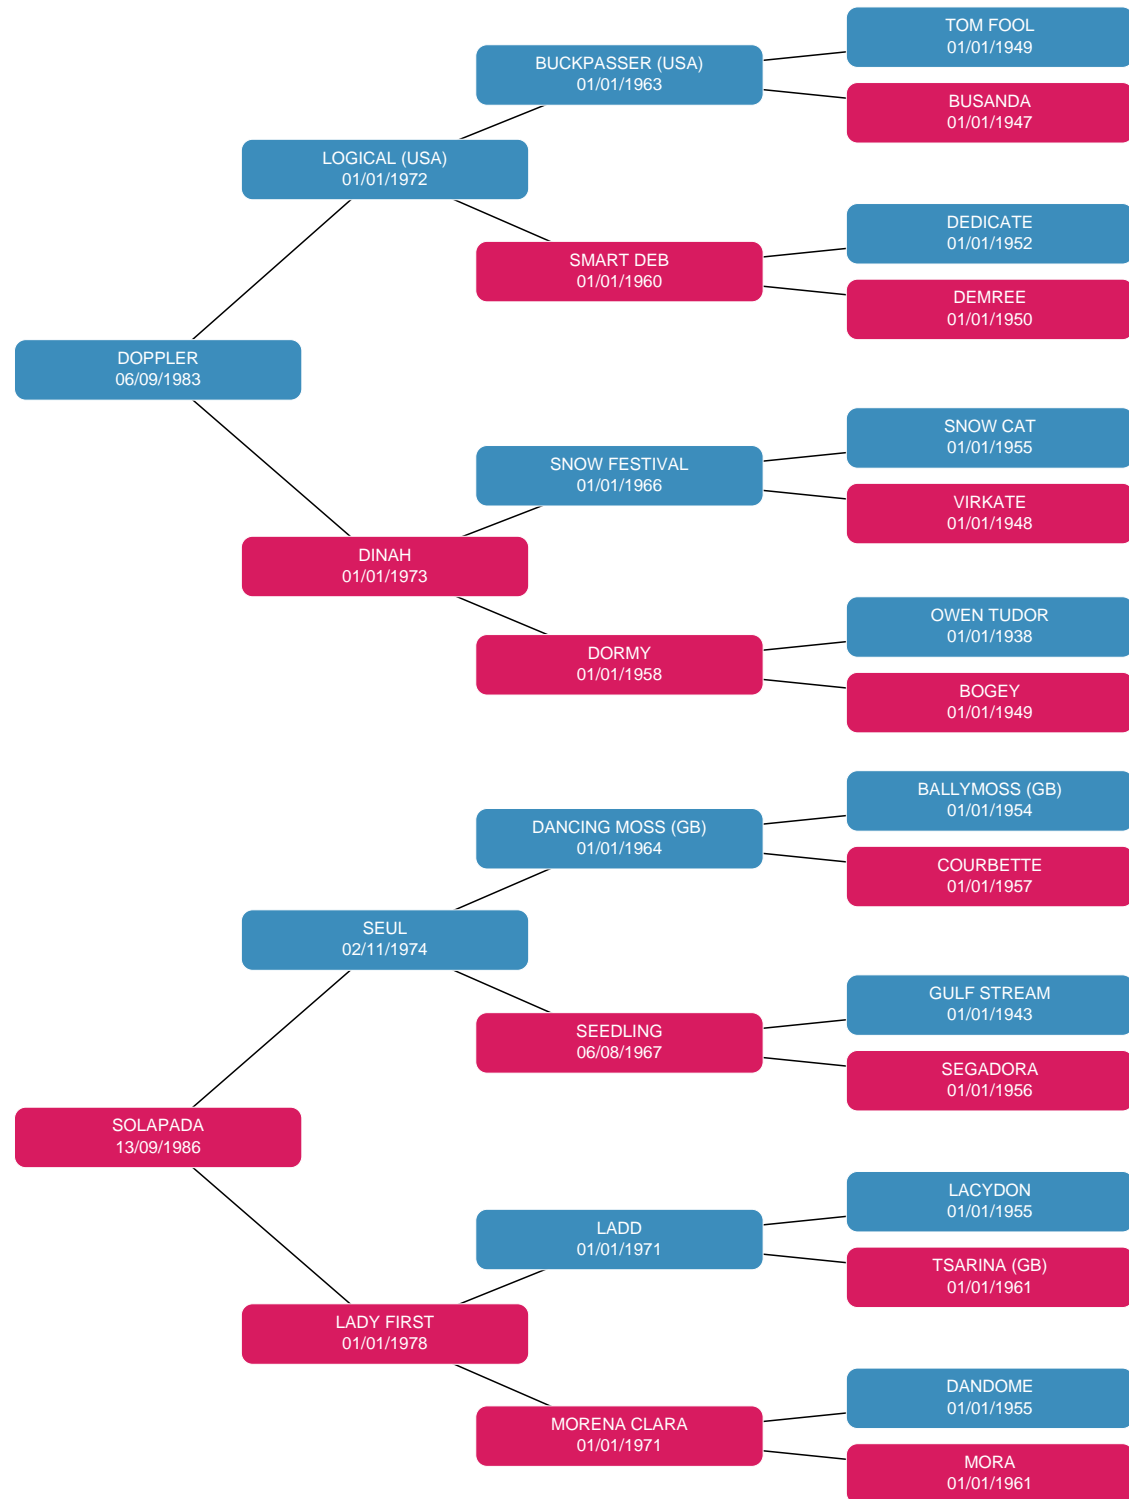 TOM FOOL
01/01/1949
BUCKPASSER (USA)
01/01/1963
BUSANDA
01/01/1947
LOGICAL (USA)
01/01/1972
DEDICATE
01/01/1952
SMART DEB
01/01/1960
DEMREE
01/01/1950
DOPPLER
06/09/1983
SNOW CAT
01/01/1955
SNOW FESTIVAL
01/01/1966
VIRKATE
01/01/1948
DINAH
01/01/1973
OWEN TUDOR
01/01/1938
DORMY
01/01/1958
BOGEY
01/01/1949
BALLYMOSS (GB)
01/01/1954
DANCING MOSS (GB)
01/01/1964
COURBETTE
01/01/1957
SEUL
02/11/1974
GULF STREAM
01/01/1943
SEEDLING
06/08/1967
SEGADORA
01/01/1956
SOLAPADA
13/09/1986
LACYDON
01/01/1955
LADD
01/01/1971
TSARINA (GB)
01/01/1961
LADY FIRST
01/01/1978
DANDOME
01/01/1955
MORENA CLARA
01/01/1971
MORA
01/01/1961